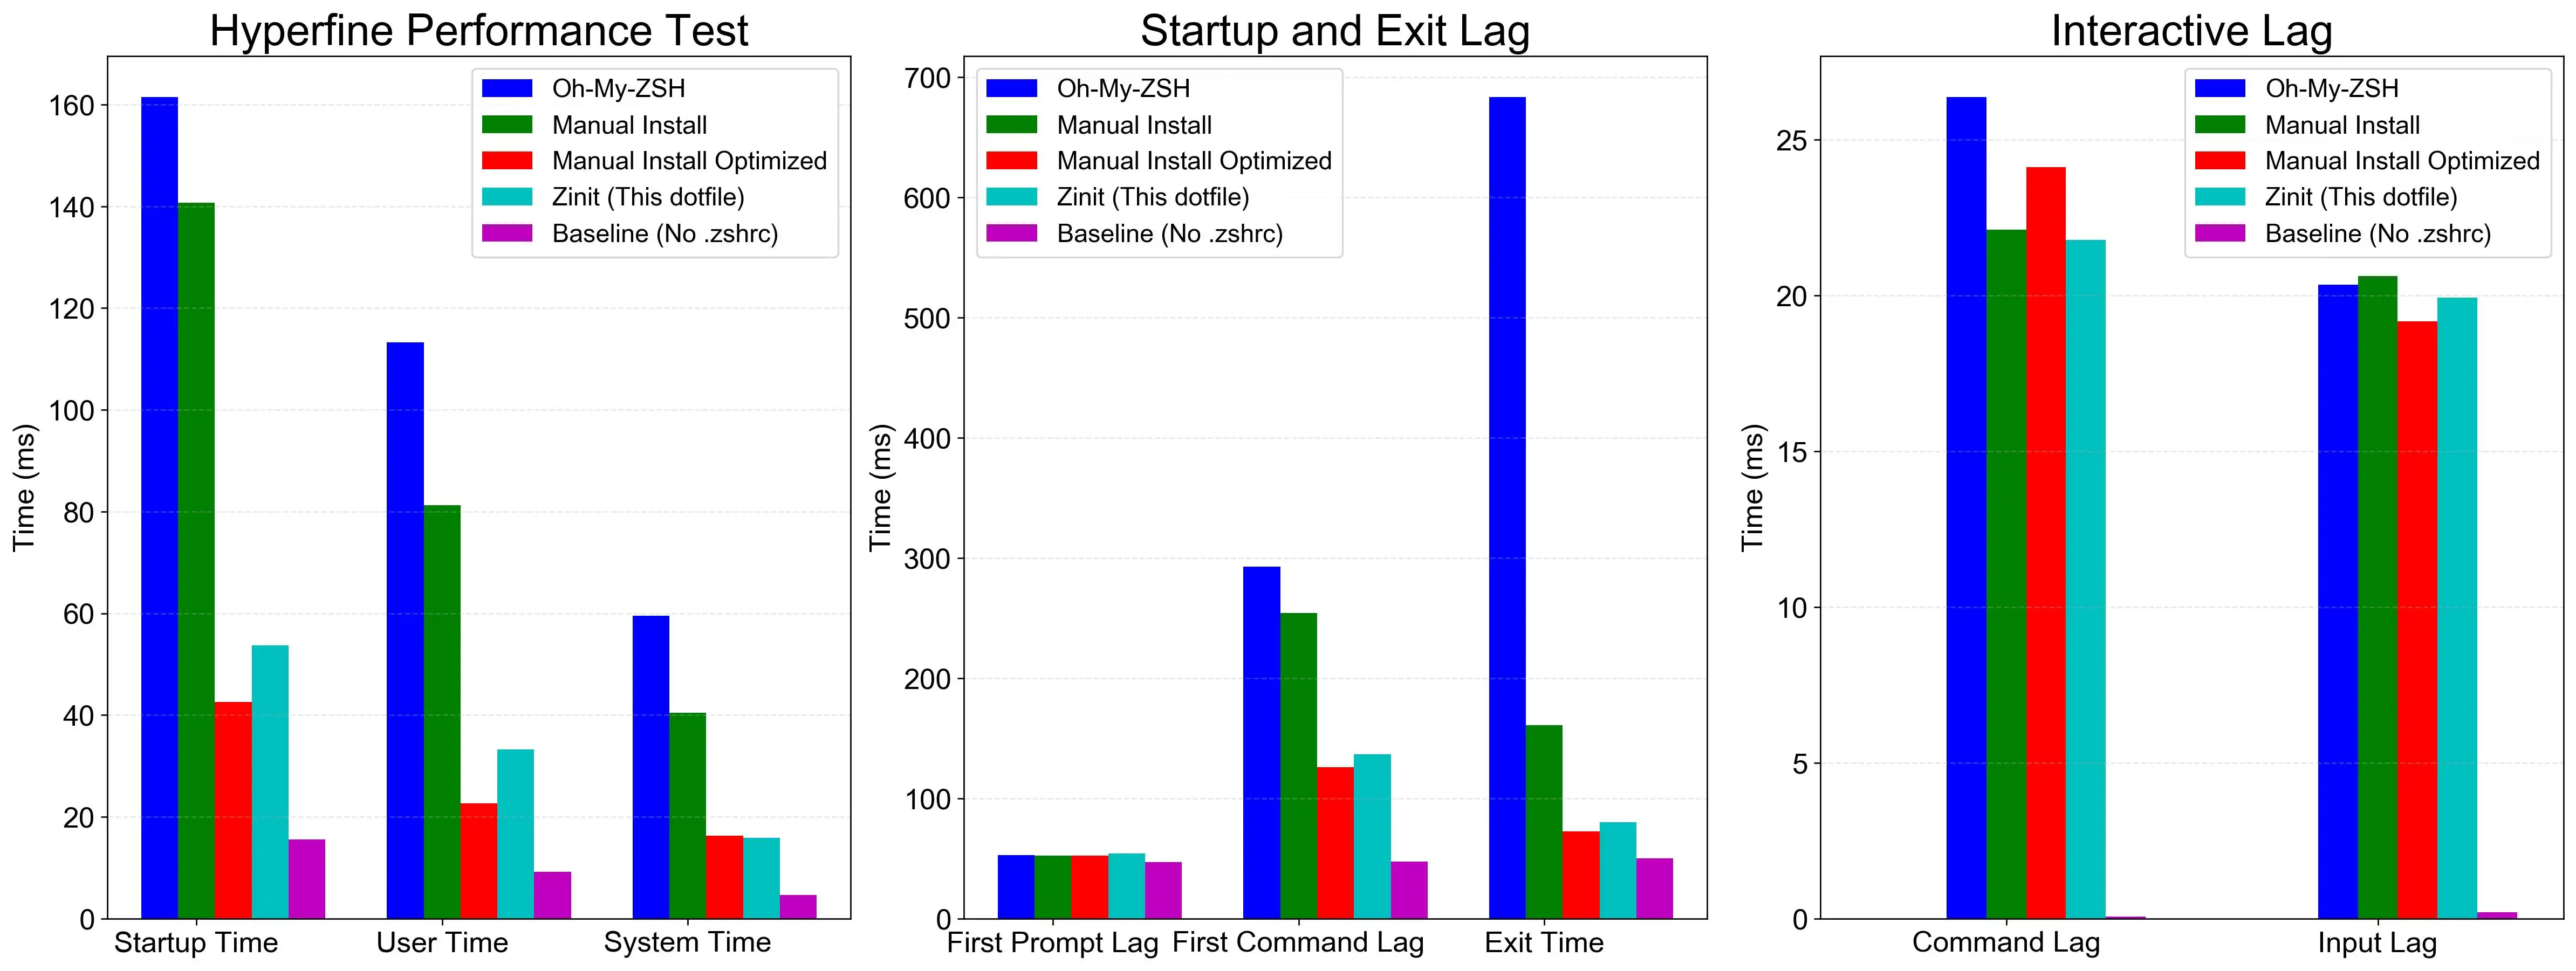 Hyperfine Performance Test
Time (ms)
160
140
120
100
80
60
40
20
0
Oh-My-ZSH
Manual Install
Manual Install Optimized
Zinit (This dotfile)
Baseline (No .zshrc)
Startup Time
User Time
System Time
Startup and Exit Lag
Time (ms)
700
600
500
400
300
200
100
0
Oh-My-ZSH
Manual Install
Manual Install Optimized
Zinit (This dotfile)
Baseline (No .zshrc)
First Prompt Lag
First Command Lag
Exit Time
Interactive Lag
Time (ms)
25
20
15
10
5
0
Oh-My-ZSH
Manual Install
Manual Install Optimized
Zinit (This dotfile)
Baseline (No .zshrc)
Command Lag
Input Lag